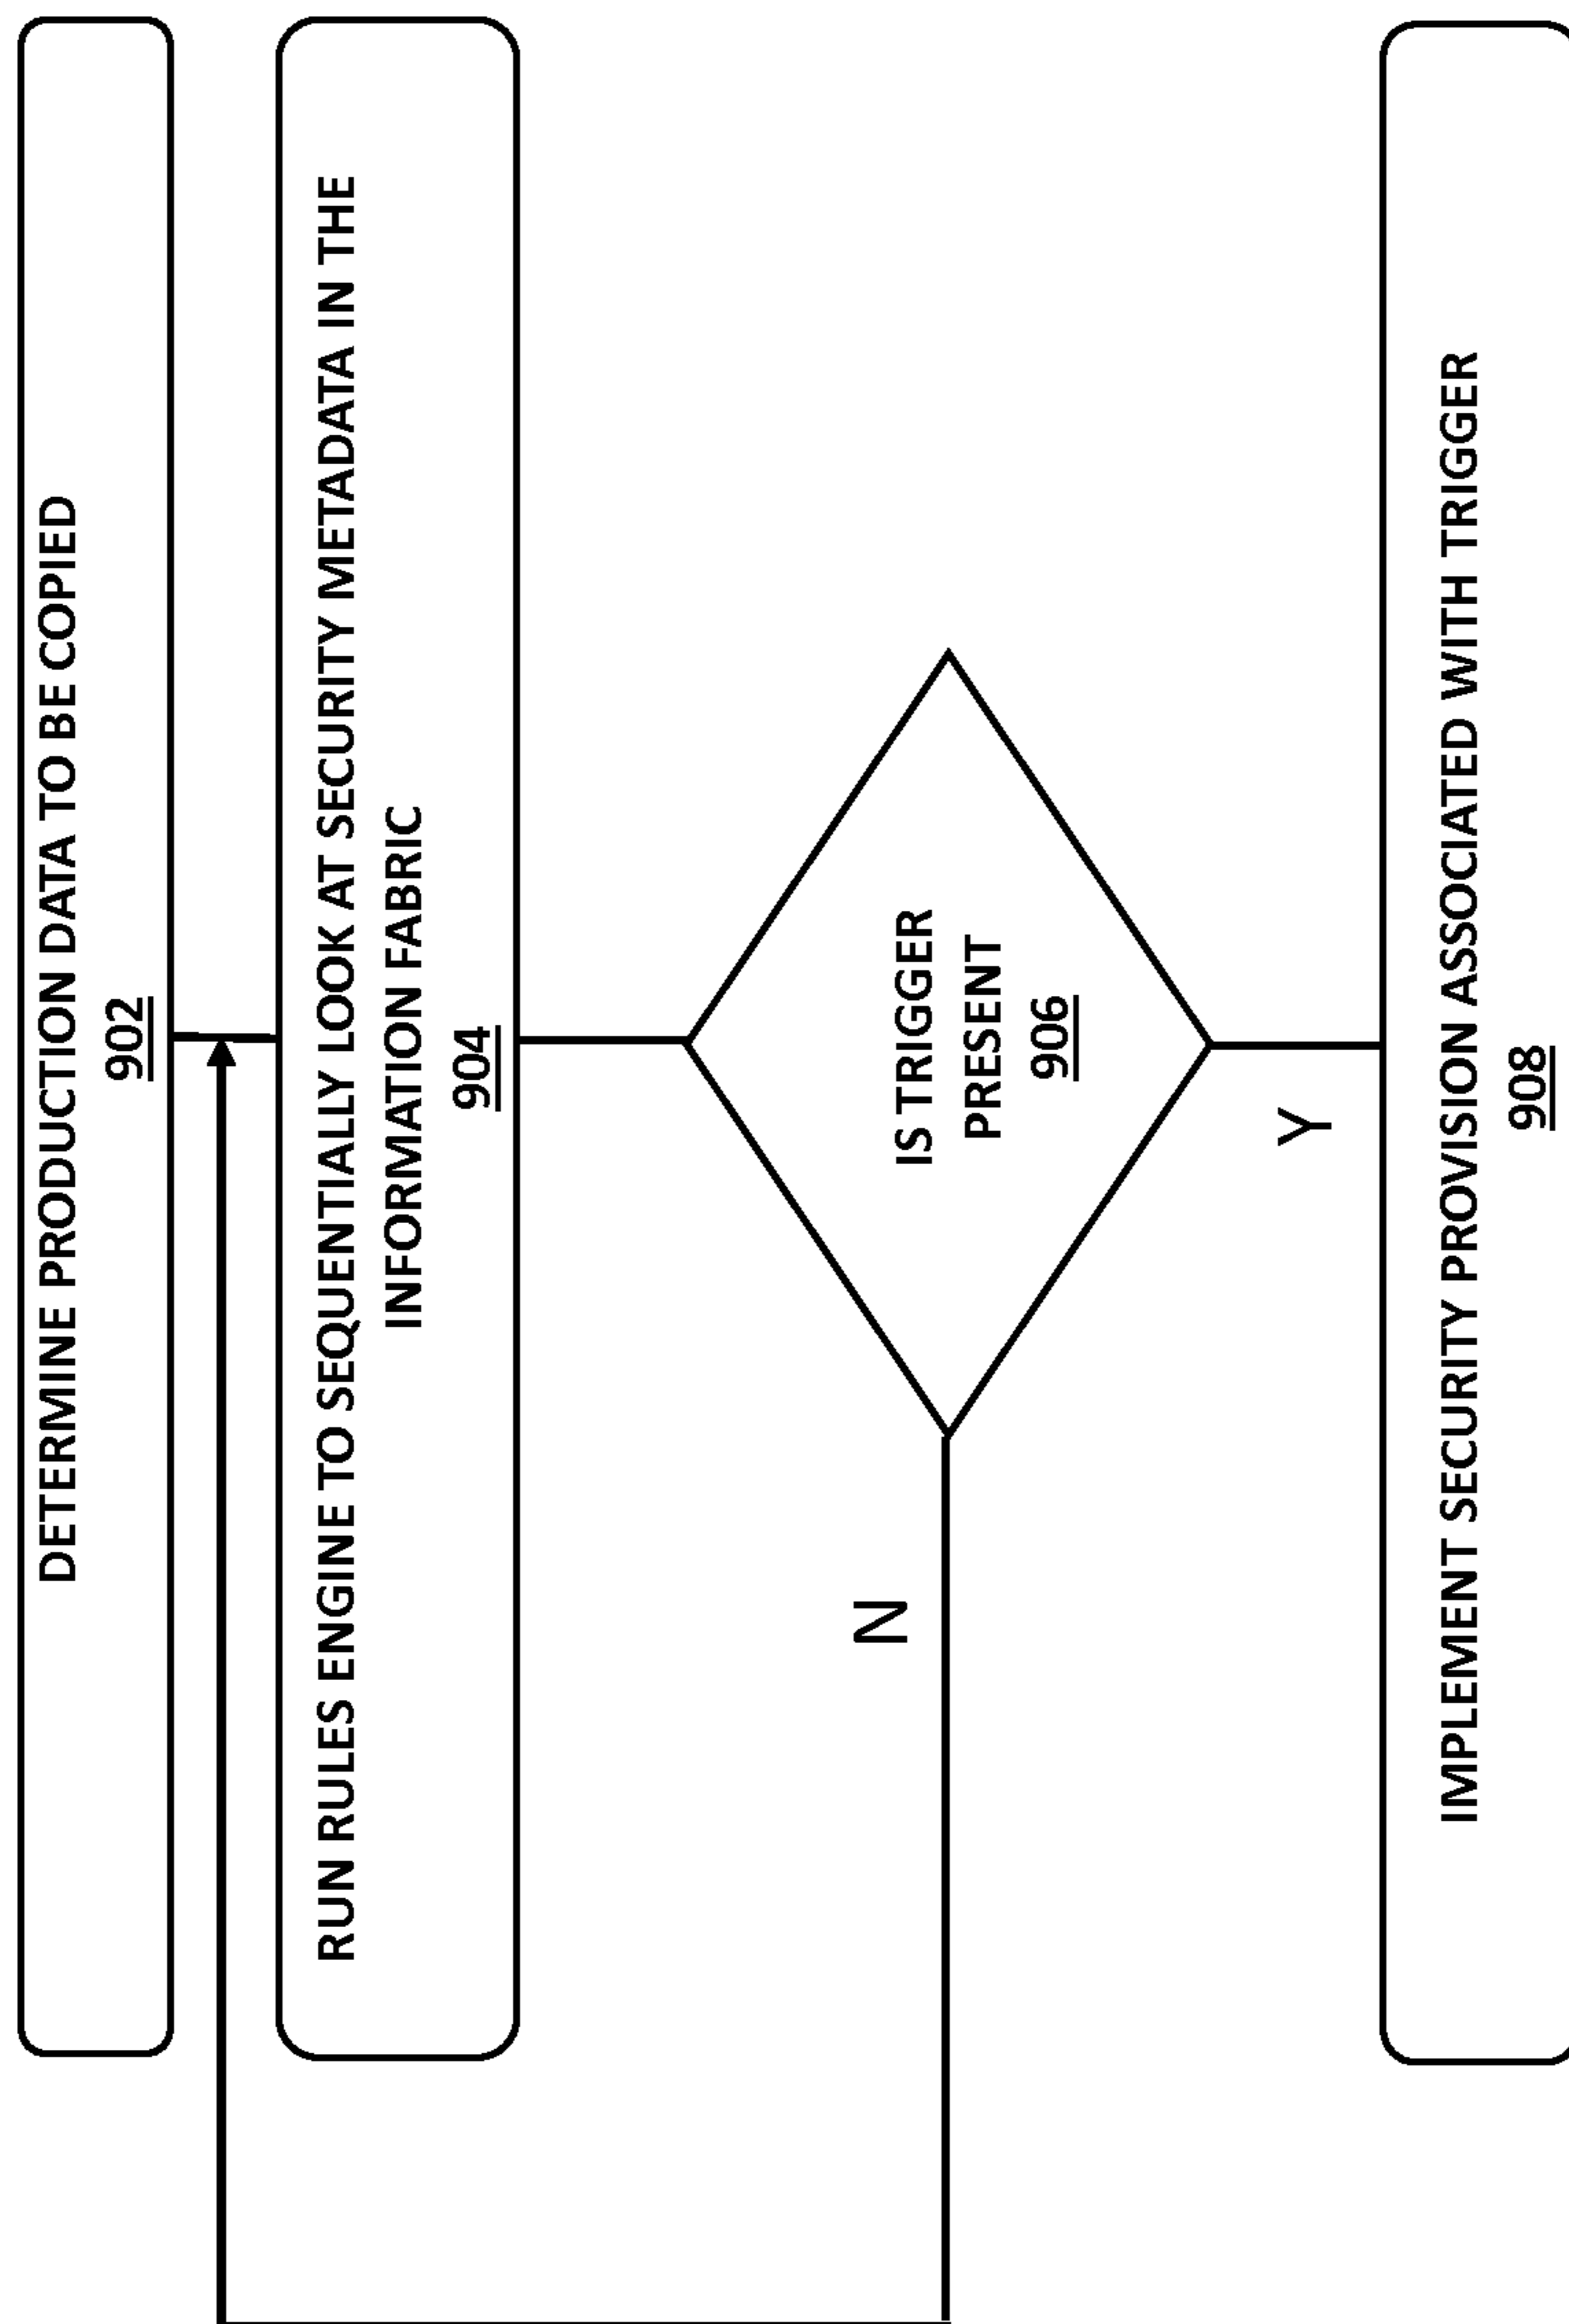 DETERMINE PRODUCTION DATA TO BE COPIED
902
RUN RULES ENGINE TO SEQUENTIALLY LOOK AT SECURITY METADATA IN THE
INFORMATION FABRIC
904
IS TRIGGER
PRESENT
906
N
Y
IMPLEMENT SECURITY PROVISION ASSOCIATED WITH TRIGGER
908